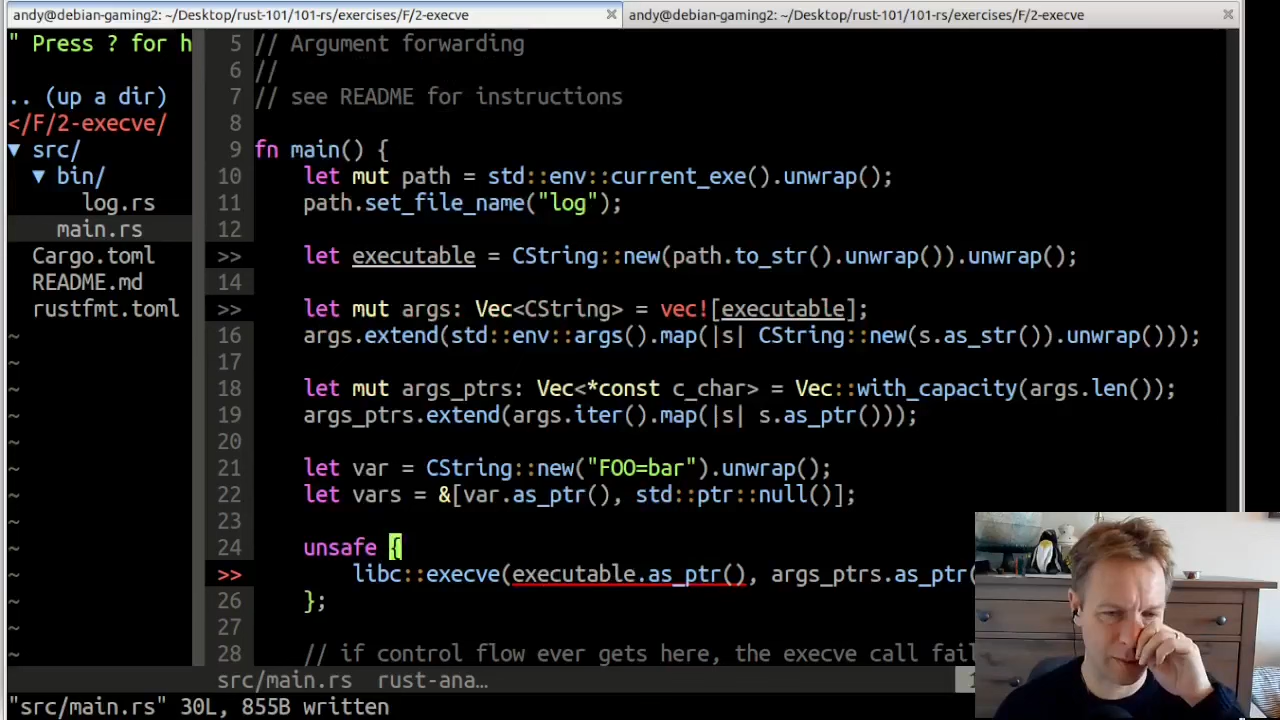 andy@debian-gaming2: ~/Desktop/rust-101/101-rs/exercises/F/2-execve
andy@debian-gaming2: ~/Desktop/rust-101/101-rs/exercises/F/2-execve
" Press ? for h
.. (up a dir)
</F/2-execve/
▼ src/
▼ bin/
log.rs
main.rs
Cargo.toml
README.md
rustfmt.toml
~
~
~
~
~
~
~
~
~
~
~
~
~
5 // Argument forwarding
6 //
7 // see README for instructions
8
9 fn main() {
10 let mut path = std::env::current_exe().unwrap();
11 path.set_file_name("log");
12
>> let executable = CString::new(path.to_str().unwrap()).unwrap();
14
>> let mut args: Vec<CString> = vec![executable];
16 args.extend(std::env::args().map(|s| CString::new(s.as_str()).unwrap()));
17
18 let mut args_ptrs: Vec<*const c_char> = Vec::with_capacity(args.len());
19 args_ptrs.extend(args.iter().map(|s| s.as_ptr()));
20
21 let var = CString::new("FOO=bar").unwrap();
22 let vars = &[var.as_ptr(), std::ptr::null()];
23
24 unsafe {
>> libc::execve(executable.as_ptr(), args_ptrs.as_ptr(
26 };
27
28 // if control flow ever gets here, the execve call fail
src/main.rs rust-ana… 1
"src/main.rs" 30L, 855B written